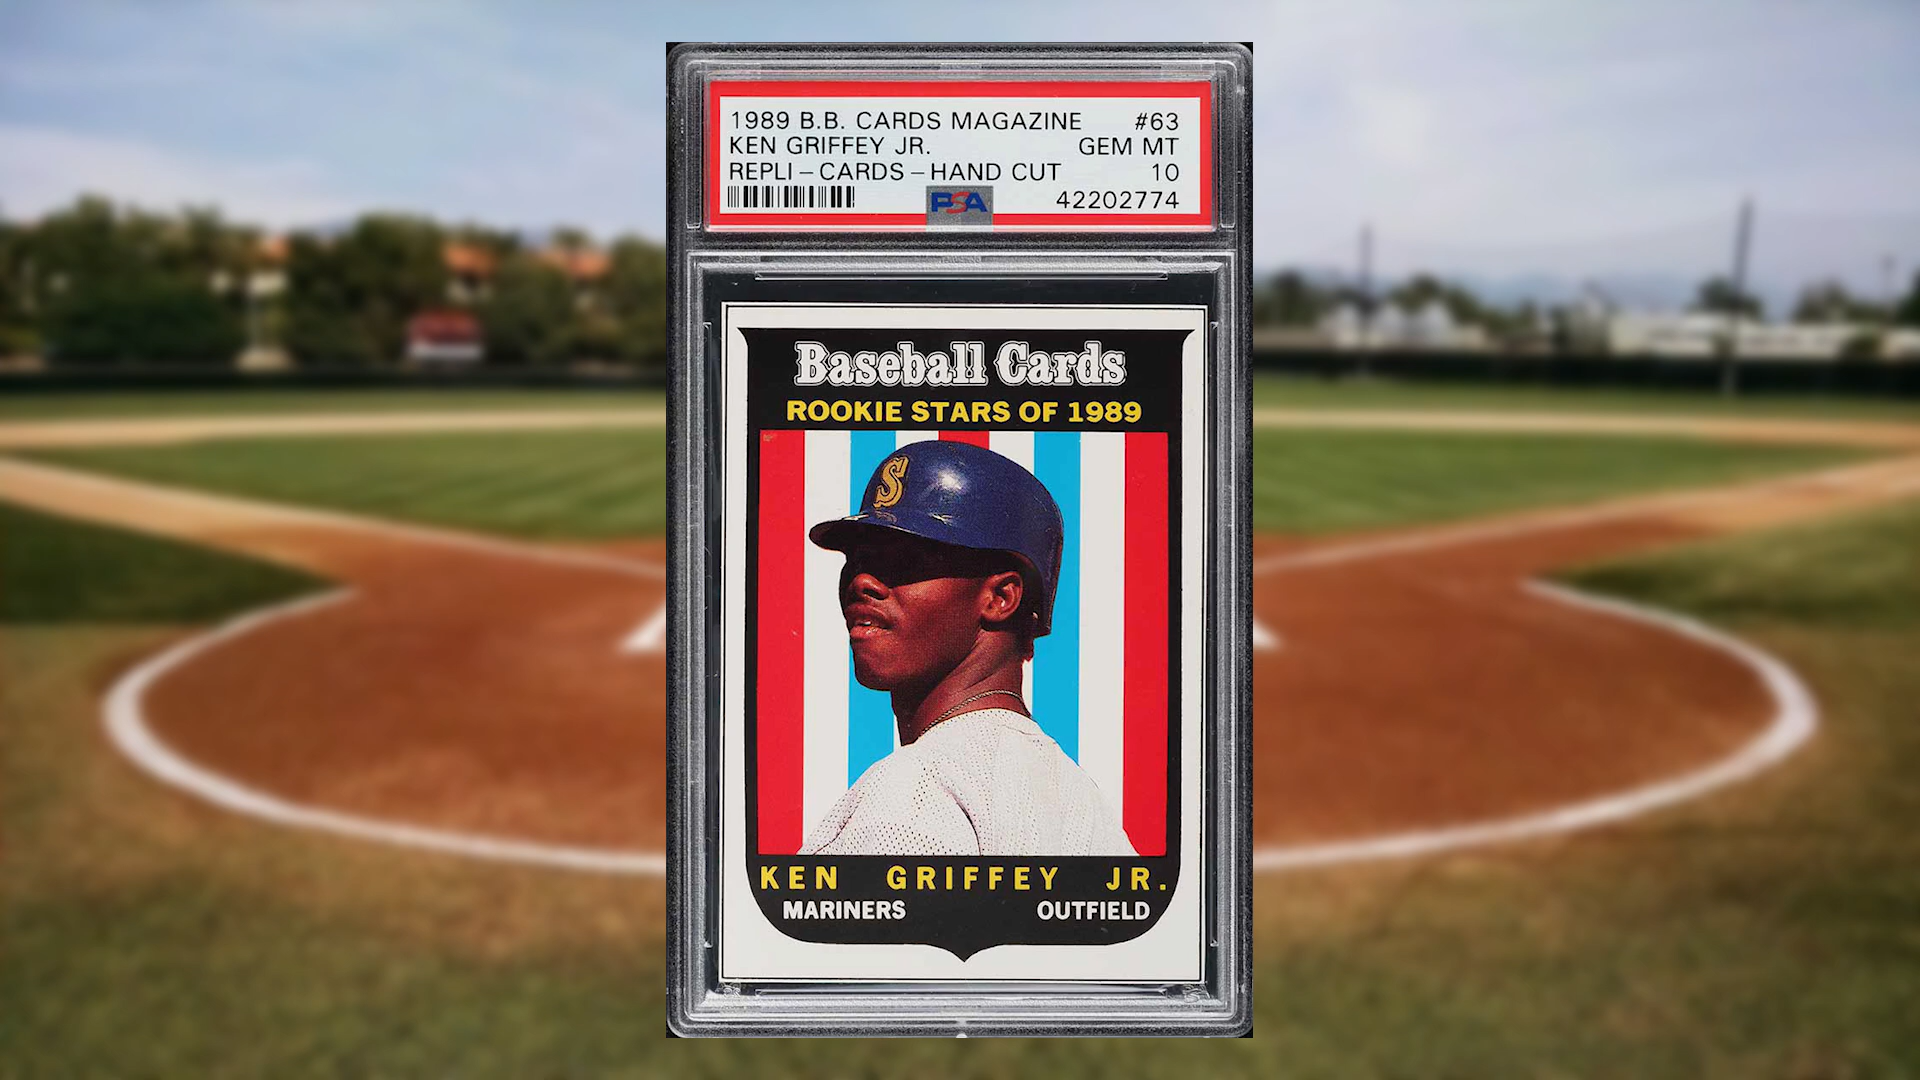 1989 B.B. CARDS MAGAZINE #63
KEN GRIFFEY JR. GEM MT
REPLI-CARDS-HAND CUT 10
PSA 42202774
Baseball Cards
ROOKIE STARS OF 1989
S
KEN GRIFFEY JR.
MARINERS OUTFIELD